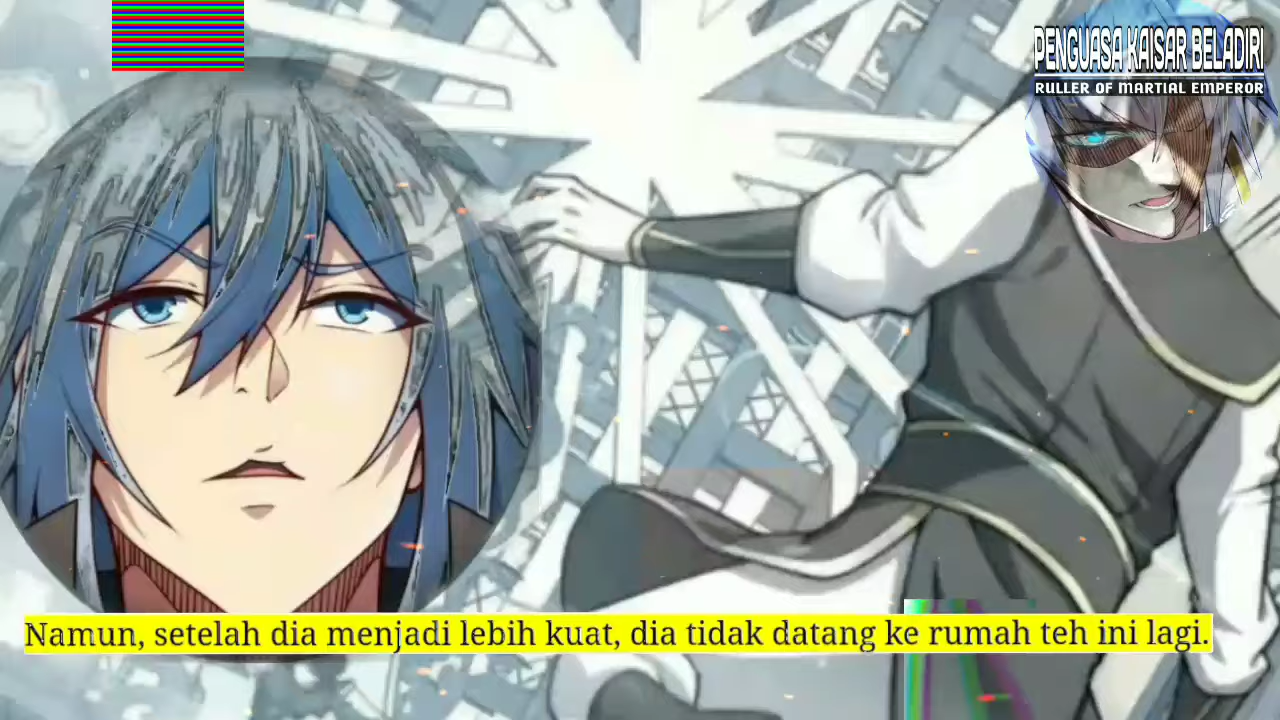 PENGUASA KAISAR BELADIRI
RULLER OF MARTIAL EMPEROR
Namun, setelah dia menjadi lebih kuat, dia tidak datang ke rumah teh ini lagi.